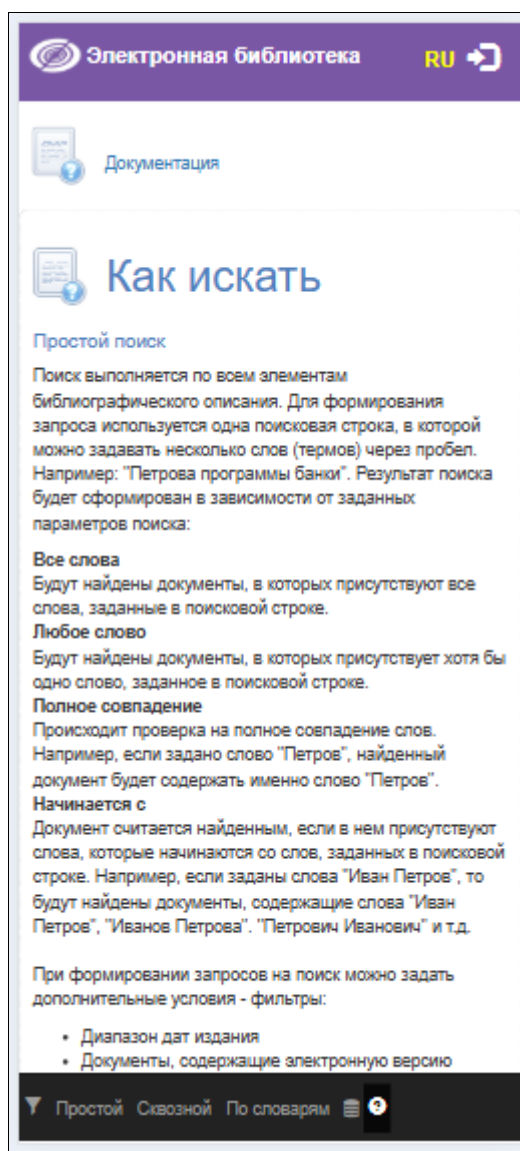 Электронная библиотека
RU
Документация
Как искать
Простой поиск
Поиск выполняется по всем элементам
библиографического описания. Для формирования
запроса используется одна поисковая строка, в которой
можно задавать несколько слов (термов) через пробел.
Например: "Петрова программы банки". Результат поиска
будет сформирован в зависимости от заданных
параметров поиска:
Все слова
Будут найдены документы, в которых присутствуют все
слова, заданные в поисковой строке.
Любое слово
Будут найдены документы, в которых присутствует хотя бы
одно слово, заданное в поисковой строке.
Полное совпадение
Происходит проверка на полное совпадение слов.
Например, если задано слово "Петров", найденный
документ будет содержать именно слово "Петров".
Начинается с
Документ считается найденным, если в нем присутствуют
слова, которые начинаются со слов, заданных в поисковой
строке. Например, если заданы слова "Иван Петров", то
будут найдены документы, содержащие слова "Иван
Петров", "Иванов Петрова". "Петрович Иванович" и т.д.
При формировании запросов на поиск можно задать
дополнительные условия - фильтры:
• Диапазон дат издания
• Документы, содержащие электронную версию
Простой Сквозной По словарям